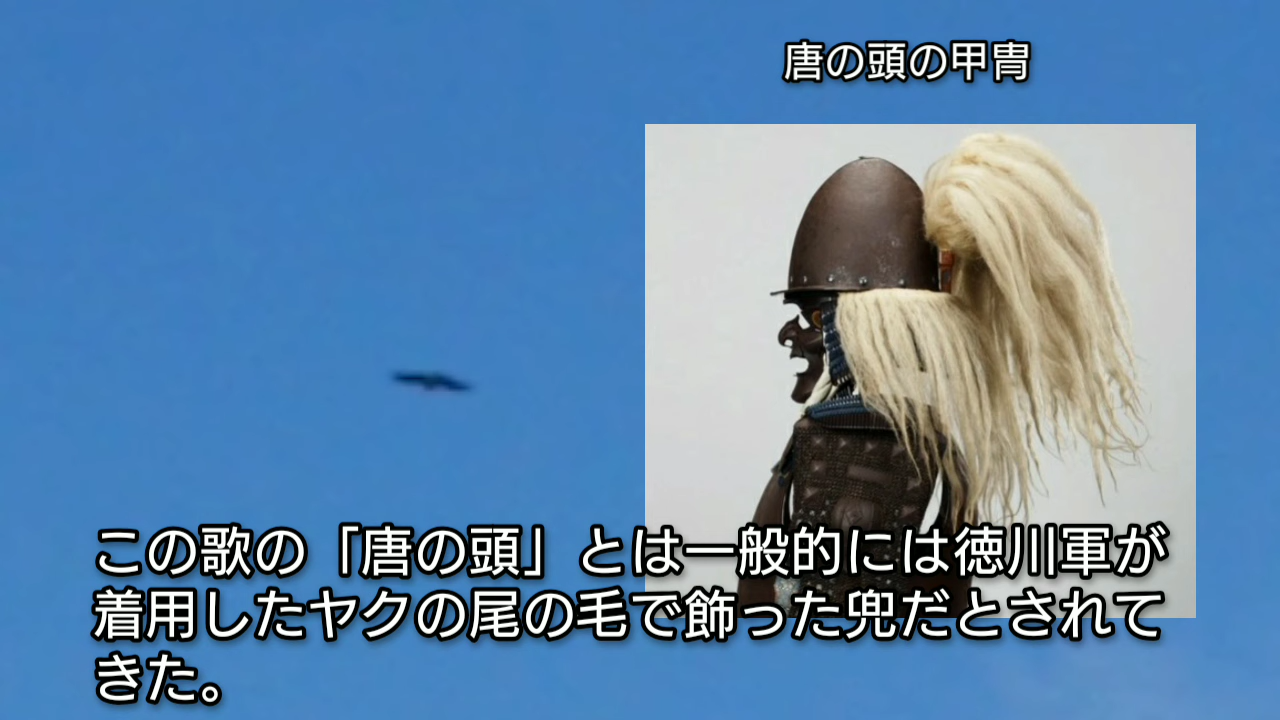 唐の頭の甲冑
この歌の「唐の頭」とは一般的には徳川軍が
着用したヤクの尾の毛で飾った兜だとされて
きた。